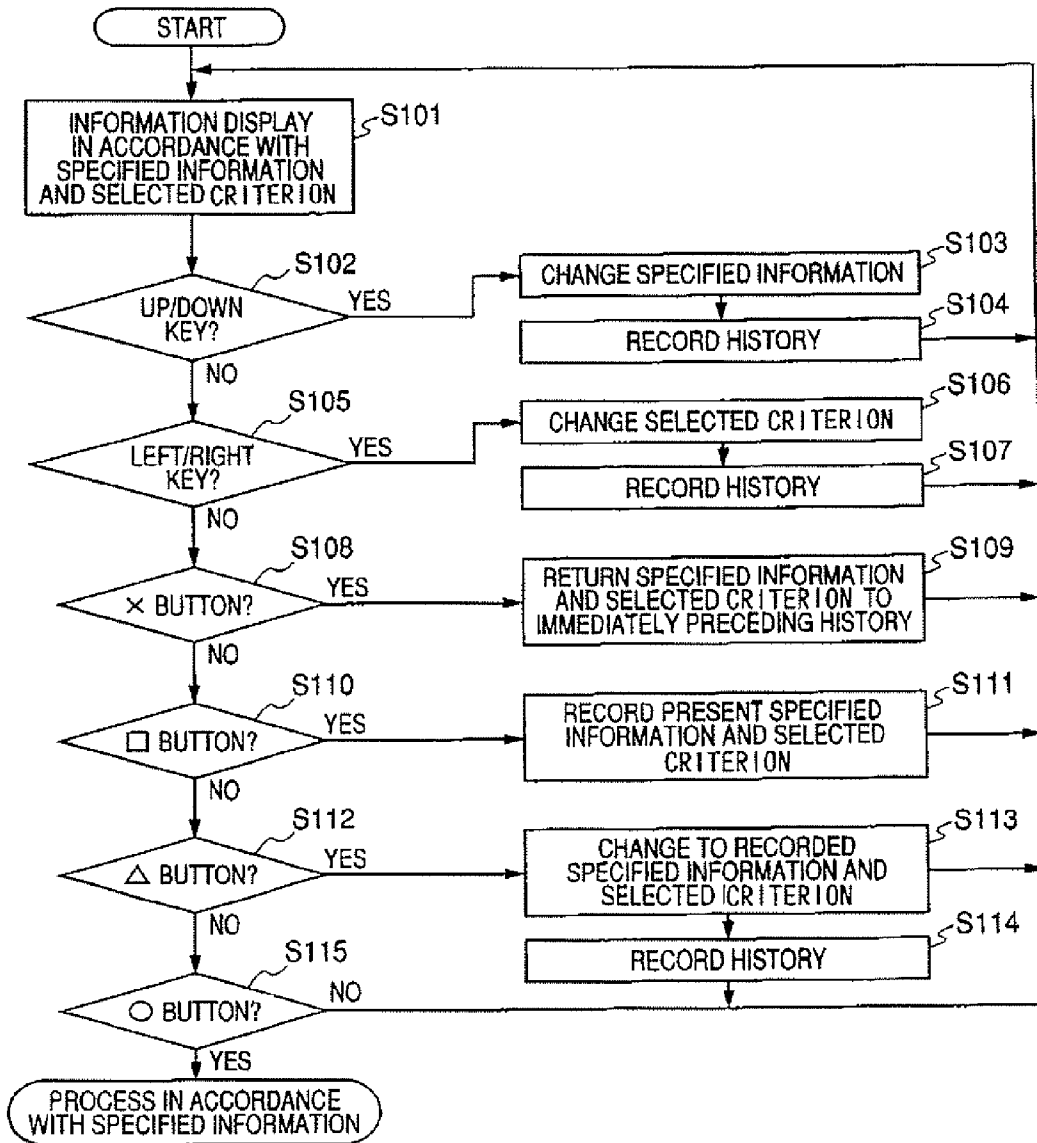 START
INFORMATION DISPLAY
IN ACCORDANCE WITH
SPECIFIED INFORMATION
AND SELECTED CRITERION
S101
S102
UP/DOWN
KEY?
YES
NO
S103
CHANGE SPECIFIED INFORMATION
S104
RECORD HISTORY
S105
LEFT/RIGHT
KEY?
YES
NO
S106
CHANGE SELECTED CRITERION
S107
RECORD HISTORY
S108
× BUTTON?
YES
NO
S109
RETURN SPECIFIED INFORMATION
AND SELECTED CRITERION TO
IMMEDIATELY PRECEDING HISTORY
S110
□ BUTTON?
YES
NO
S111
RECORD PRESENT SPECIFIED
INFORMATION AND SELECTED
CRITERION
S112
△ BUTTON?
YES
NO
S113
CHANGE TO RECORDED
SPECIFIED INFORMATION AND
SELECTED CRITERION
S114
RECORD HISTORY
S115
○ BUTTON?
NO
YES
PROCESS IN ACCORDANCE
WITH SPECIFIED INFORMATION